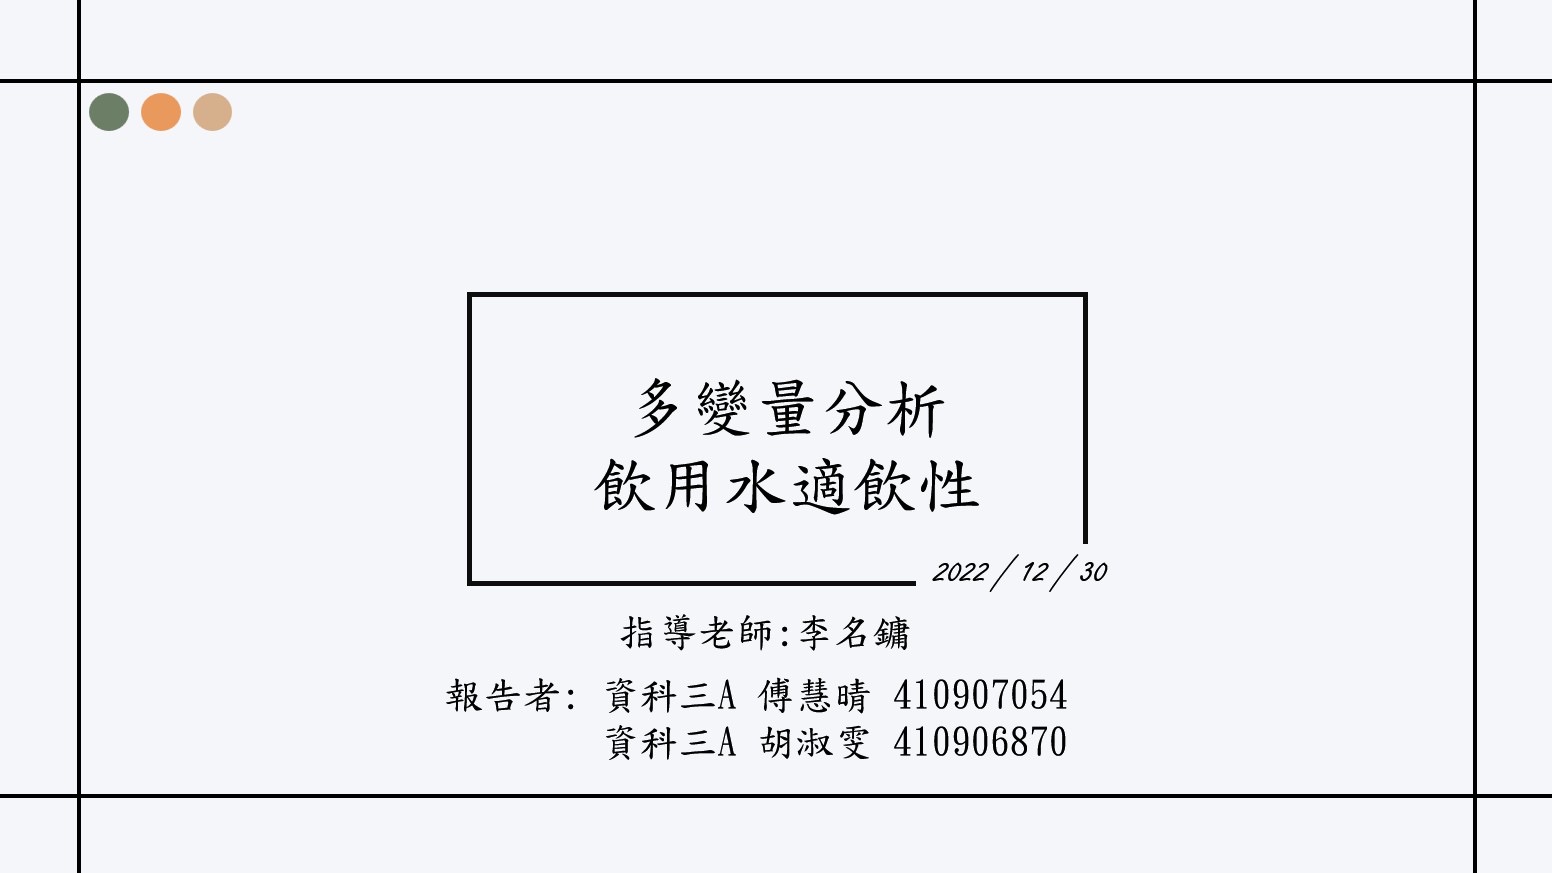 多變量分析
飲用水適飲性
2022/12/30
指導老師:李名鏞
報告者: 資科三A 傅慧晴 410907054
資科三A 胡淑雯 410906870